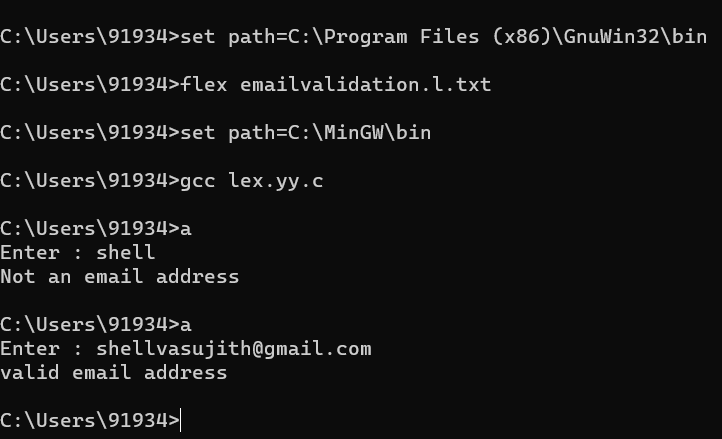 C:\Users\91934>set path=C:\Program Files (x86)\GnuWin32\bin
C:\Users\91934>flex emailvalidation.l.txt
C:\Users\91934>set path=C:\MinGW\bin
C:\Users\91934>gcc lex.yy.c
C:\Users\91934>a
Enter : shell
Not an email address
C:\Users\91934>a
Enter : shellvasujith@gmail.com
valid email address
C:\Users\91934>